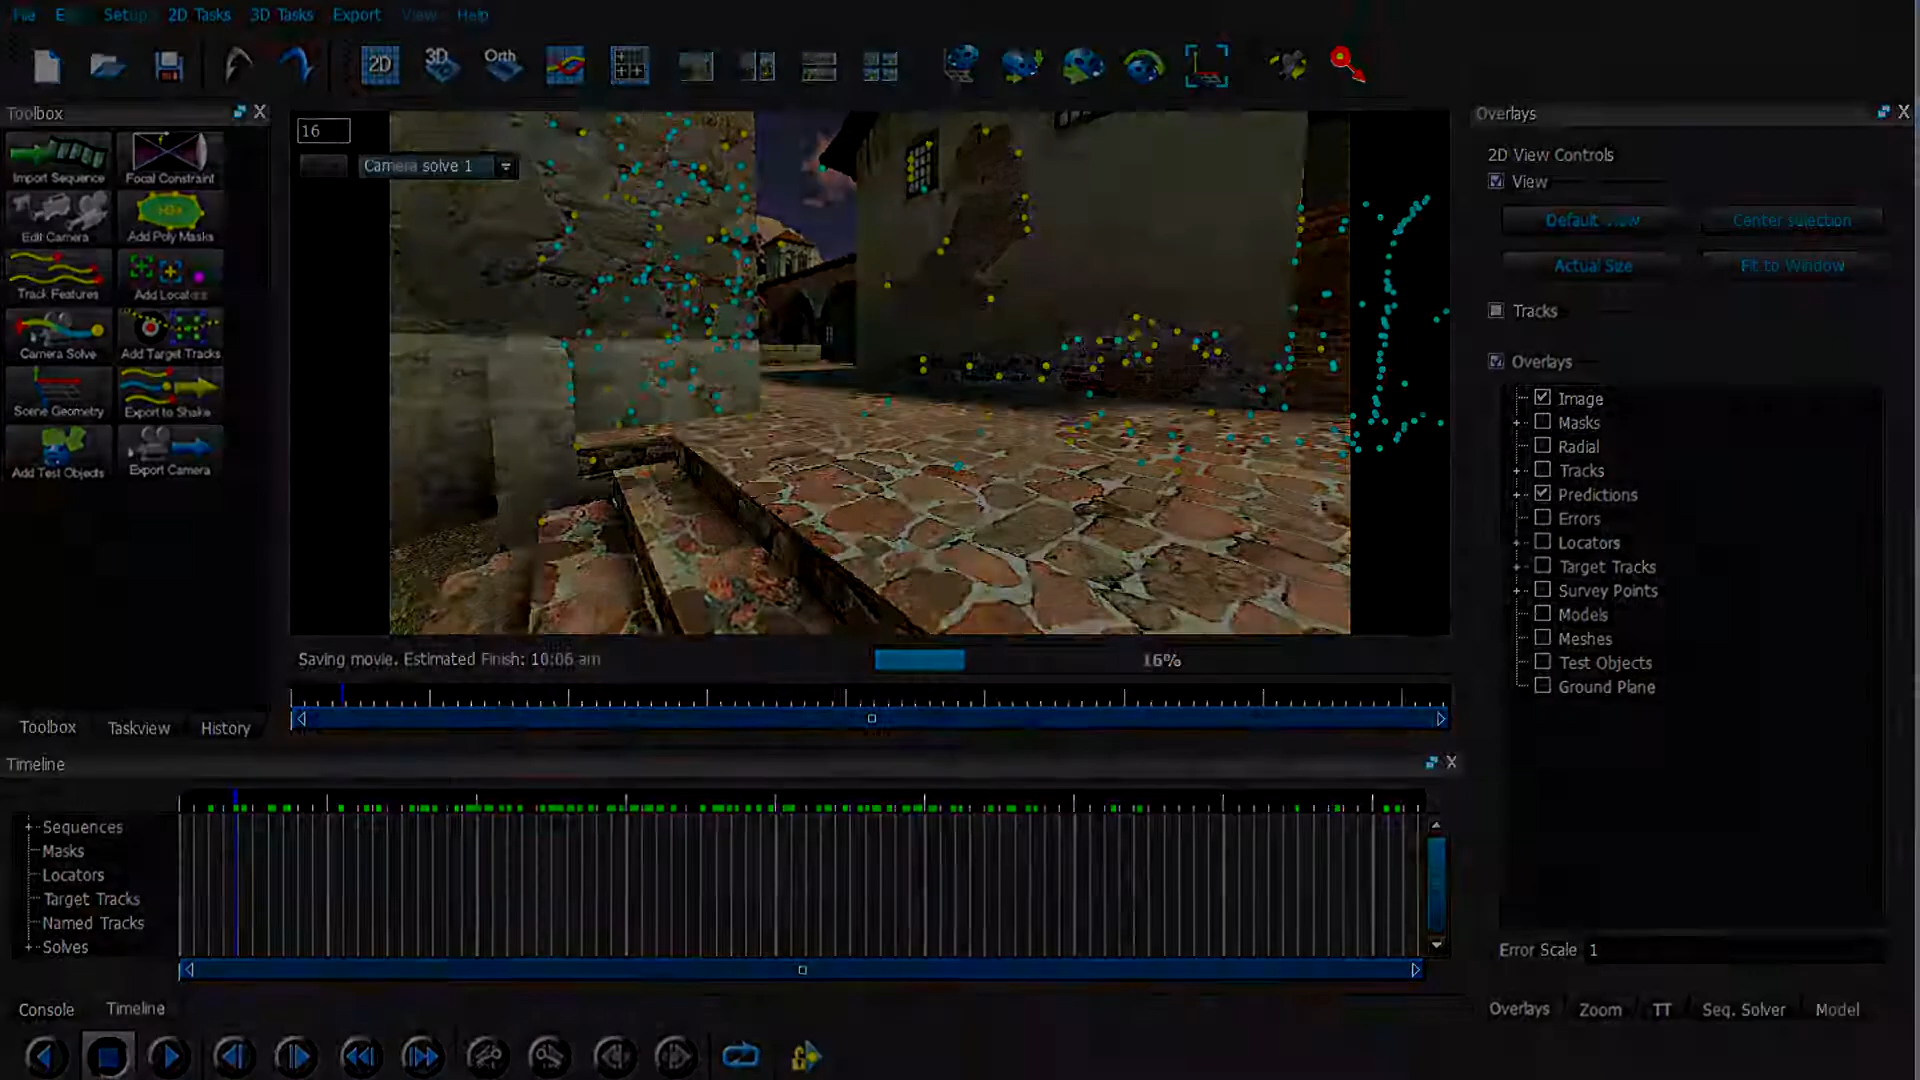 File Setup 2D Tasks 3D Tasks Export View Help
2D 3D Orth
Toolbox
Import Sequence Focal Constraint
Edit Camera Add Poly Masks
Track Features Add Locators
Camera Solve Add Target Tracks
Scene Geometry Export to Shake
Add Test Objects Export Camera
Toolbox Taskview History
16
Camera solve 1
Saving movie. Estimated Finish: 10:06 am 16%
Overlays
2D View Controls
View
Default View Center selection
Actual Size Fit to Window
Tracks
Overlays
Image
Masks
Radial
Tracks
Predictions
Errors
Locators
Target Tracks
Survey Points
Models
Meshes
Test Objects
Ground Plane
Error Scale 1
Overlays Zoom TT Seq. Solver Model
Timeline
Sequences
Masks
Locators
Target Tracks
Named Tracks
Solves
Console Timeline